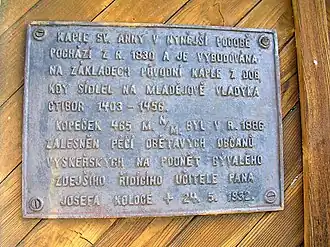 KAPLE SV. ANNY V NYNĚJŠÍ PODOBĚ
POCHÁZÍ Z R. 1830 A JE VYBUDOVÁNA
NA ZÁKLADECH PŮVODNÍ KAPLE Z DOB,
KDY SÍDLEL NA MLADĚJOVĚ VLADYKA
CTIBOR 1403 - 1456.
KOPEČEK 465 M. N. M. BYL V R. 1886
ZALESNĚN PÉČÍ OBĚTAVÝCH OBČANŮ
VYSKEŘSKÝCH NA PODNĚT BÝVALÉHO
ZDEJŠÍHO ŘÍDÍCÍHO UČITELE PANA
JOSEFA KOLOCE + 24. 5. 1932.